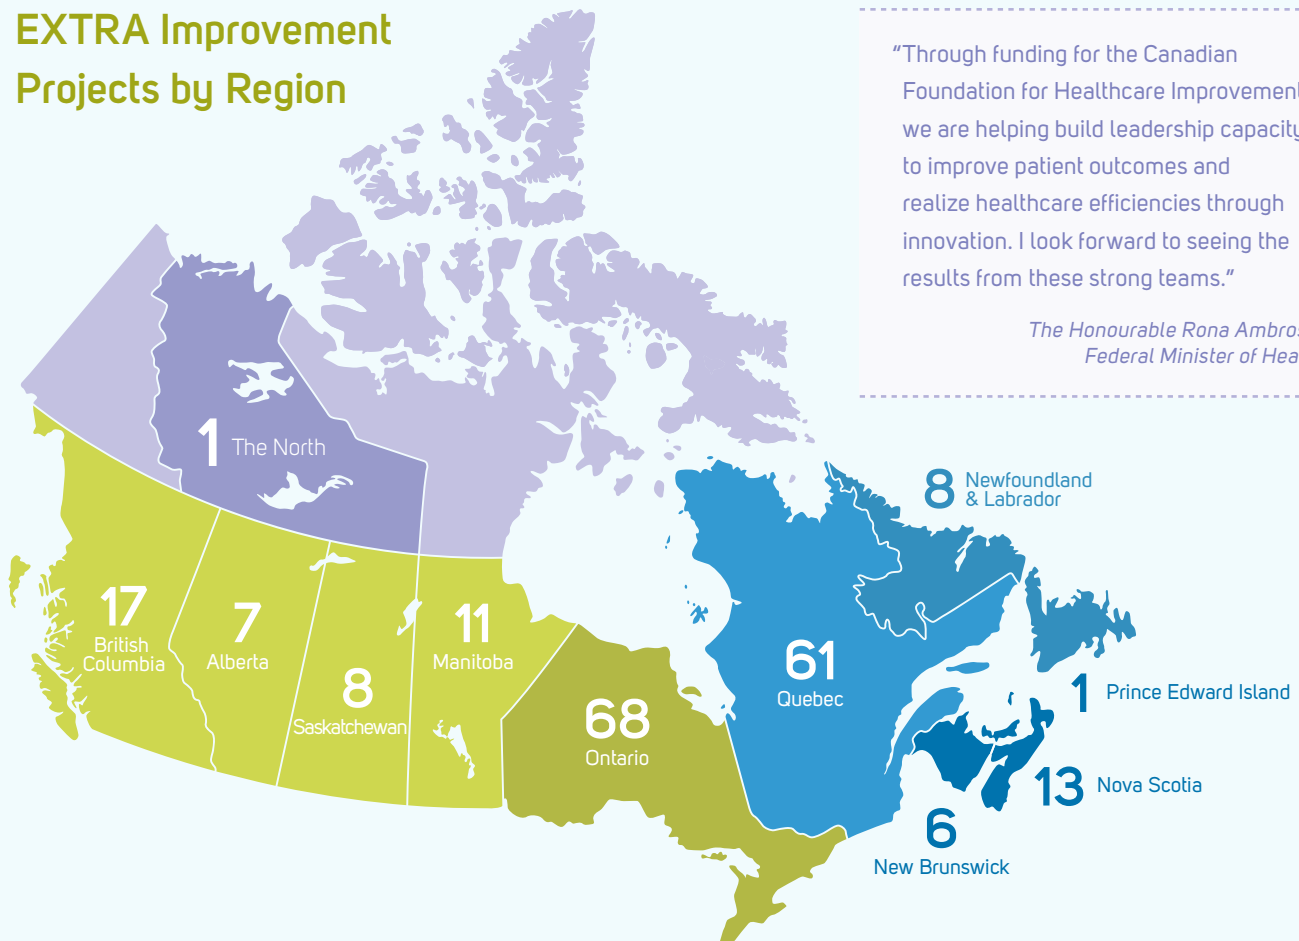 EXTRA Improvement
Projects by Region
“Through funding for the Canadian
Foundation for Healthcare Improvement
we are helping build leadership capacity
to improve patient outcomes and
realize healthcare efficiencies through
innovation. I look forward to seeing the
results from these strong teams.”
The Honourable Rona
Federal Minister of
1 The North
8 Newfoundland
& Labrador
17
British
Columbia
7
Alberta
8
Saskatchewan
11
Manitoba
68
Ontario
61
Quebec
1 Prince Edward Island
13 Nova Scotia
6
New Brunswick